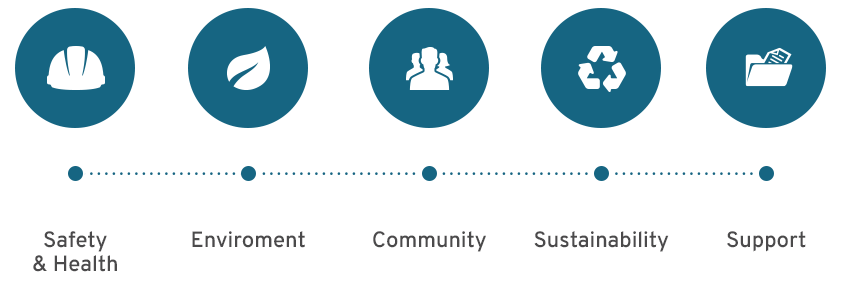 Safety
& Health
Enviroment
Community
Sustainability
Support